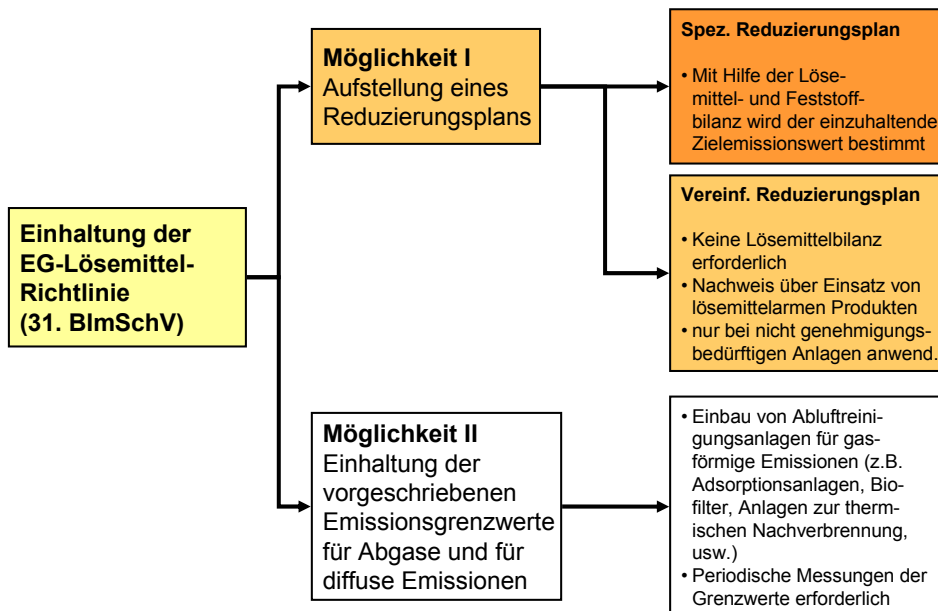 Einhaltung der
EG-Lösemittel-
Richtlinie
(31. BImSchV)
Möglichkeit I
Aufstellung eines
Reduzierungsplans
Spez. Reduzierungsplan
• Mit Hilfe der Löse-
mittel- und Feststoff-
bilanz wird der einzuhaltende
Zielemissionswert bestimmt
Vereinf. Reduzierungsplan
• Keine Lösemittelbilanz
erforderlich
• Nachweis über Einsatz von
lösemittelarmen Produkten
• nur bei nicht genehmigungs-
bedürftigen Anlagen anwend.
Möglichkeit II
Einhaltung der
vorgeschriebenen
Emissionsgrenzwerte
für Abgase und für
diffuse Emissionen
• Einbau von Abluftreini-
gungsanlagen für gas-
förmige Emissionen (z.B.
Adsorptionsanlagen, Bio-
filter, Anlagen zur therm-
ischen Nachverbrennung,
usw.)
• Periodische Messungen der
Grenzwerte erforderlich